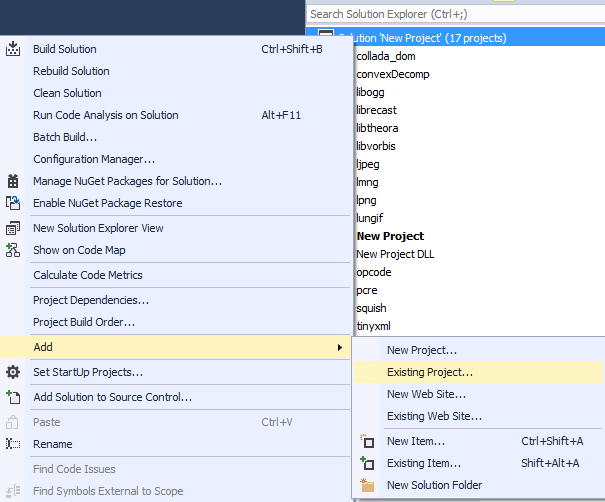 Search Solution Explorer (Ctrl+;)
Solution 'New Project' (17 projects)
collada_dom
convexDecomp
libogg
librecast
libtheora
libvorbis
ljpeg
lmng
lpng
lungif
New Project
New Project DLL
opcode
pcre
squish
tinyxml
Build Solution Ctrl+Shift+B
Rebuild Solution
Clean Solution
Run Code Analysis on Solution Alt+F11
Batch Build...
Configuration Manager...
Manage NuGet Packages for Solution...
Enable NuGet Package Restore
New Solution Explorer View
Show on Code Map
Calculate Code Metrics
Project Dependencies...
Project Build Order...
Add
Set StartUp Projects...
Add Solution to Source Control...
Paste Ctrl+V
Rename
Find Code Issues
Find Symbols External to Scope
New Project...
Existing Project...
New Web Site...
Existing Web Site...
New Item... Ctrl+Shift+A
Existing Item... Shift+Alt+A
New Solution Folder